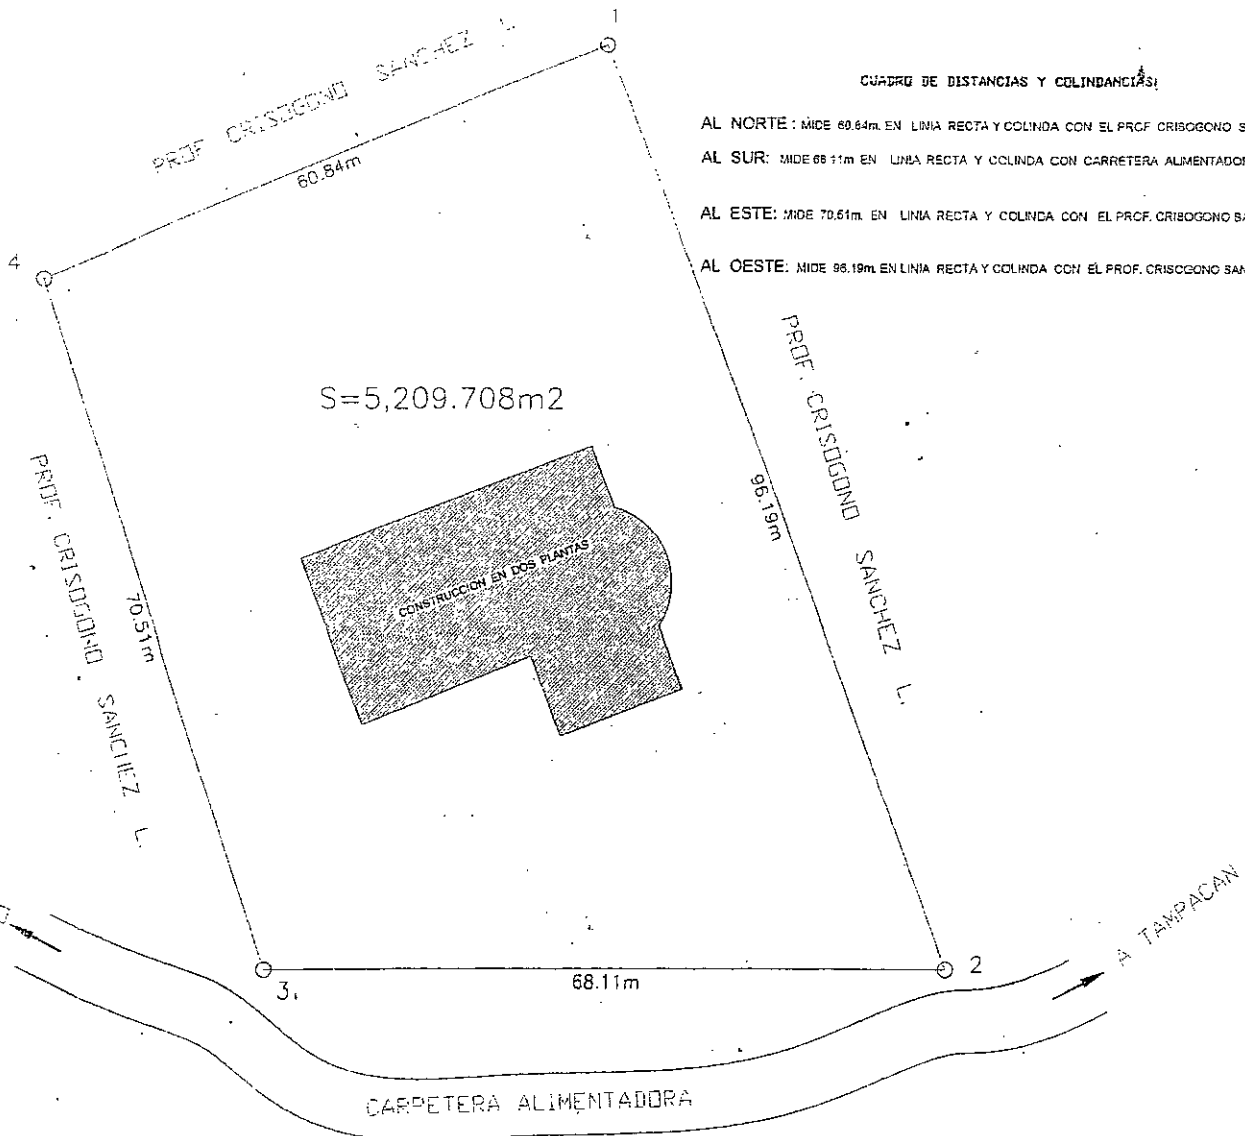 1
PROF CRISOGONO SANCHEZ L.
CUADRO DE DISTANCIAS Y COLINDANCIAS:
AL NORTE: MIDE 60.84m. EN LINIA RECTA Y COLINDA CON EL PROF CRISOGONO S
AL SUR: MIDE 68.11m EN LINIA RECTA Y COLINDA CON CARRETERA ALIMENTADOR
AL ESTE: MIDE 70.51m. EN LINIA RECTA Y COLINDA CON EL PROF. CRISOGONO SA
AL OESTE: MIDE 96.19m. EN LINIA RECTA Y COLINDA CON EL PROF. CRISOGONO SAN
60.84m
4
S=5,209.708m2
PROF. CRISOGONO SANCHEZ L.
96.19m
PROF. CRISOGONO SANCHEZ L.
70.51m
CONSTRUCCION EN DOS PLANTAS
A TAMPACAN
2
3.
68.11m
CARRETERA ALIMENTADORA